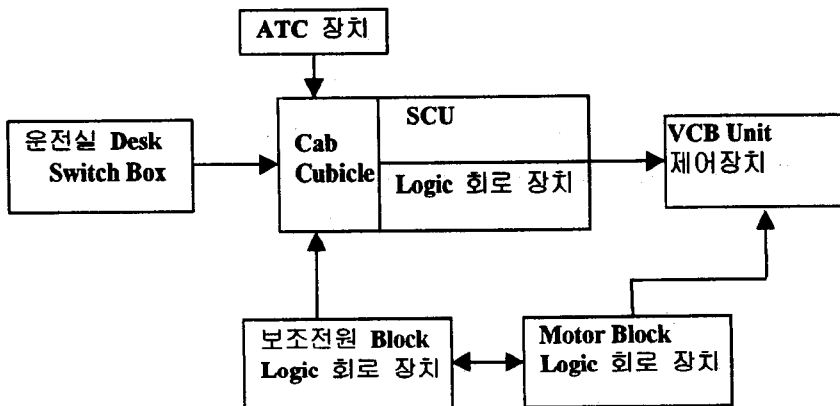 ATC 장치
운전실 Desk
Switch Box
Cab
Cubicle
SCU
Logic 회로 장치
VCB Unit
제어장치
보조전원 Block
Logic 회로 장치
Motor Block
Logic 회로 장치